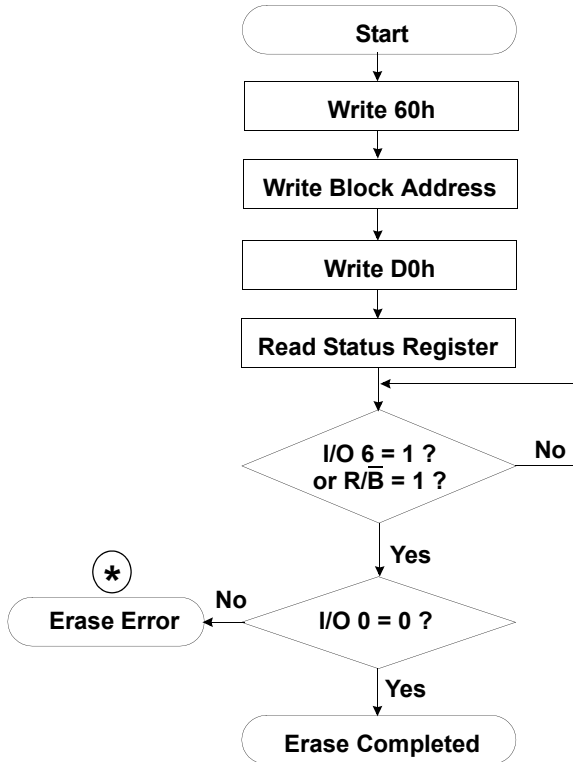 Start
Write 60h
Write Block Address
Write D0h
Read Status Register
I/O 6 = 1 ?
or R/B̅ = 1 ?
No
Yes
*
No
Erase Error
I/O 0 = 0 ?
Yes
Erase Completed